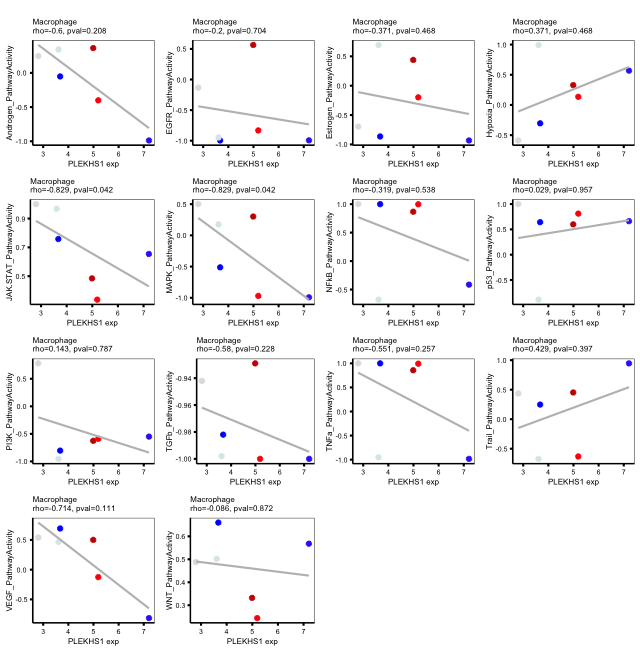 Macrophage
rho=-0.6, pval=0.208
Androgen_PathwayActivity
0.0
-0.5
-1.0
3 4 5 6 7
PLEKHS1 exp
Macrophage
rho=-0.2, pval=0.704
EGFR_PathwayActivity
0.5
0.0
-0.5
-1.0
3 4 5 6 7
PLEKHS1 exp
Macrophage
rho=-0.371, pval=0.468
Estrogen_PathwayActivity
0.5
0.0
-0.5
-1.0
3 4 5 6 7
PLEKHS1 exp
Macrophage
rho=0.371, pval=0.468
Hypoxia_PathwayActivity
1.0
0.5
0.0
-0.5
3 4 5 6 7
PLEKHS1 exp
Macrophage
rho=-0.829, pval=0.042
JAK.STAT_PathwayActivity
0.9
0.7
0.5
3 4 5 6 7
PLEKHS1 exp
Macrophage
rho=-0.829, pval=0.042
MAPK_PathwayActivity
0.5
0.0
-0.5
-1.0
3 4 5 6 7
PLEKHS1 exp
Macrophage
rho=-0.319, pval=0.538
NFkB_PathwayActivity
1.0
0.5
0.0
-0.5
3 4 5 6 7
PLEKHS1 exp
Macrophage
rho=0.029, pval=0.957
p53_PathwayActivity
1.0
0.5
0.0
-0.5
3 4 5 6 7
PLEKHS1 exp
Macrophage
rho=0.143, pval=0.787
PI3K_PathwayActivity
0.5
0.0
-0.5
-1.0
3 4 5 6 7
PLEKHS1 exp
Macrophage
rho=-0.58, pval=0.228
TGFb_PathwayActivity
-0.94
-0.96
-0.98
-1.00
3 4 5 6 7
PLEKHS1 exp
Macrophage
rho=-0.551, pval=0.257
TNFa_PathwayActivity
1.0
0.5
0.0
-0.5
-1.0
3 4 5 6 7
PLEKHS1 exp
Macrophage
rho=0.429, pval=0.397
Trail_PathwayActivity
1.0
0.5
0.0
-0.5
3 4 5 6 7
PLEKHS1 exp
Macrophage
rho=-0.714, pval=0.111
VEGF_PathwayActivity
0.5
0.0
-0.5
3 4 5 6 7
PLEKHS1 exp
Macrophage
rho=-0.086, pval=0.872
WNT_PathwayActivity
0.6
0.5
0.4
0.3
3 4 5 6 7
PLEKHS1 exp